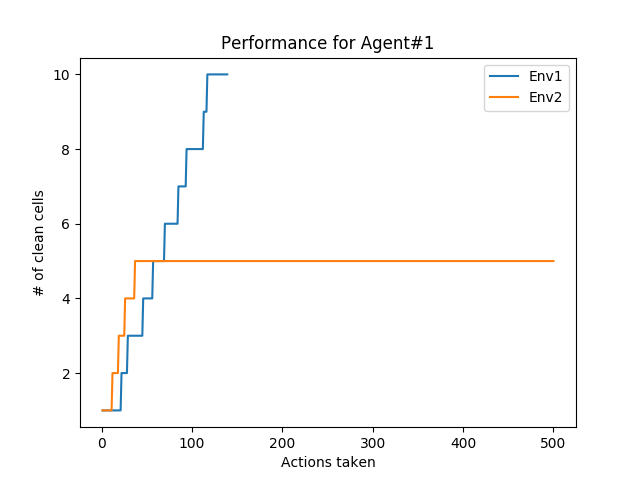 Performance for Agent#1
Env1
Env2
# of clean cells
10
8
6
4
2
0
100
200
300
400
500
Actions taken